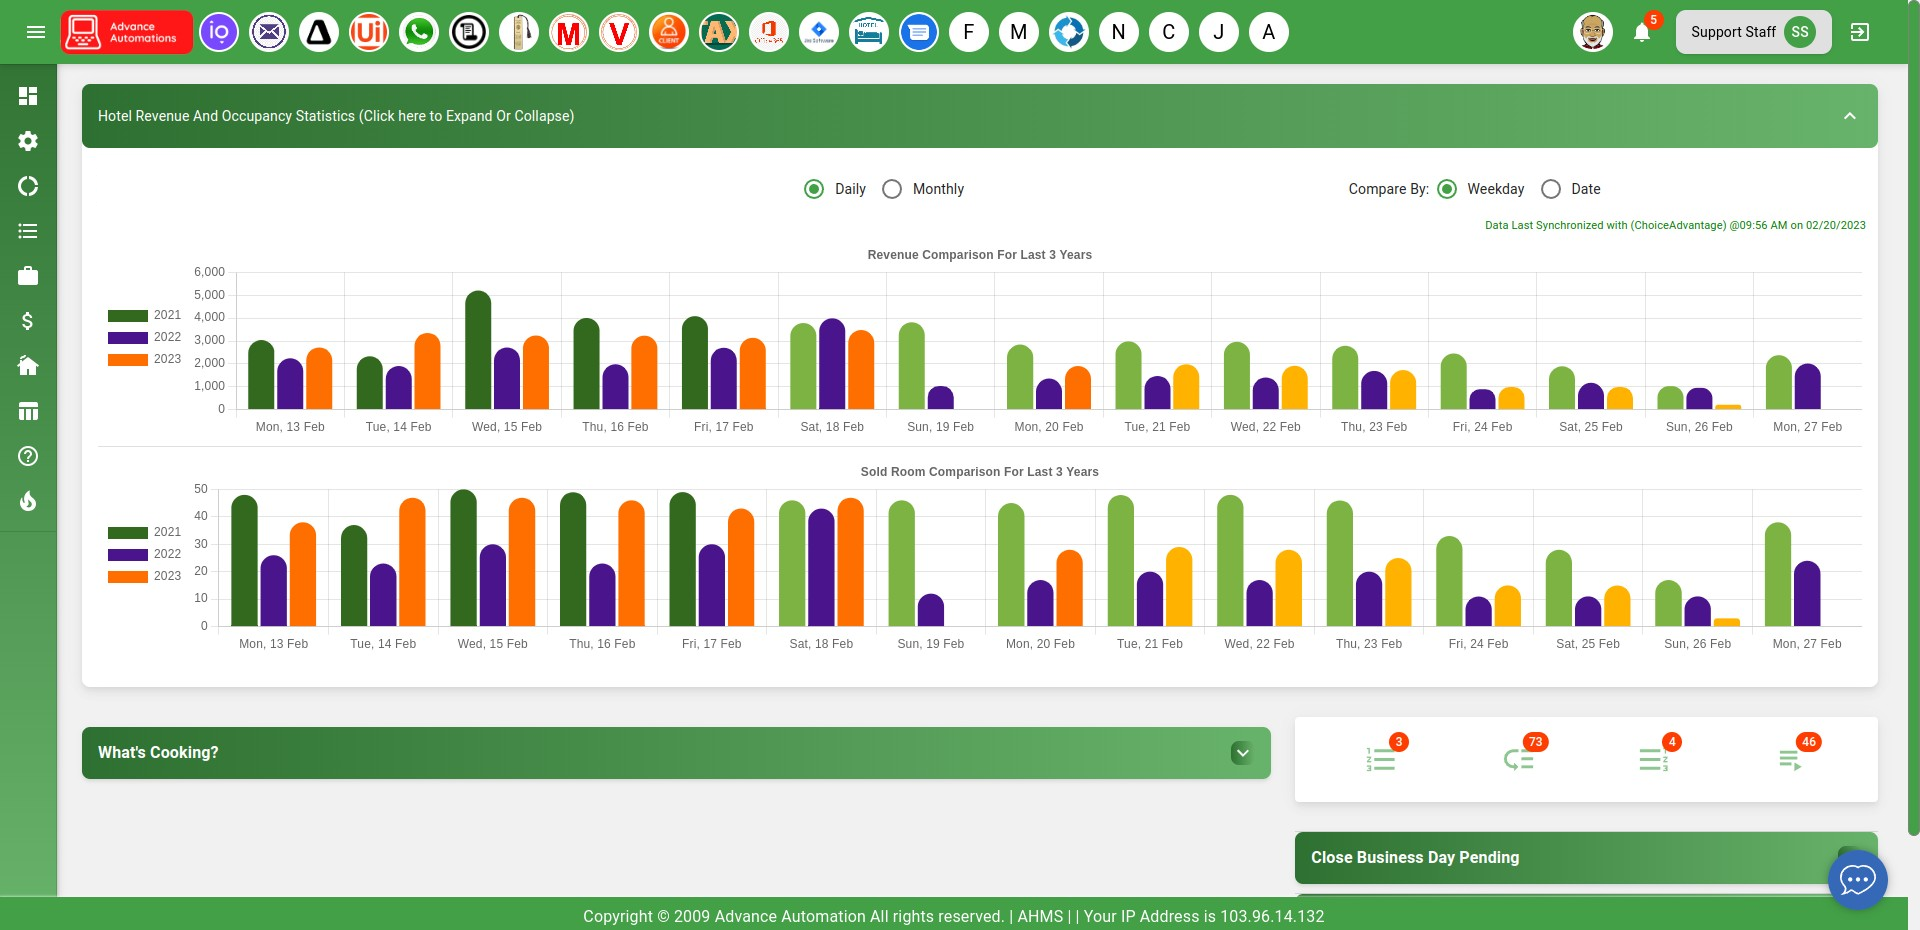 Advance
Automations
io
Ui
M
V
CLIENT
AX
HOTEL
F
M
N
C
J
A
5
Support Staff
SS
Hotel Revenue And Occupancy Statistics (Click here to Expand Or Collapse)
Daily
Monthly
Compare By:
Weekday
Date
Data Last Synchronized with (ChoiceAdvantage) @09:56 AM on 02/20/2023
Revenue Comparison For Last 3 Years
2021
2022
2023
6,000
5,000
4,000
3,000
2,000
1,000
0
Mon, 13 Feb
Tue, 14 Feb
Wed, 15 Feb
Thu, 16 Feb
Fri, 17 Feb
Sat, 18 Feb
Sun, 19 Feb
Mon, 20 Feb
Tue, 21 Feb
Wed, 22 Feb
Thu, 23 Feb
Fri, 24 Feb
Sat, 25 Feb
Sun, 26 Feb
Mon, 27 Feb
Sold Room Comparison For Last 3 Years
2021
2022
2023
50
40
30
20
10
0
Mon, 13 Feb
Tue, 14 Feb
Wed, 15 Feb
Thu, 16 Feb
Fri, 17 Feb
Sat, 18 Feb
Sun, 19 Feb
Mon, 20 Feb
Tue, 21 Feb
Wed, 22 Feb
Thu, 23 Feb
Fri, 24 Feb
Sat, 25 Feb
Sun, 26 Feb
Mon, 27 Feb
What's Cooking?
3
73
4
46
Close Business Day Pending
Copyright © 2009 Advance Automation All rights reserved. | AHMS | | Your IP Address is 103.96.14.132